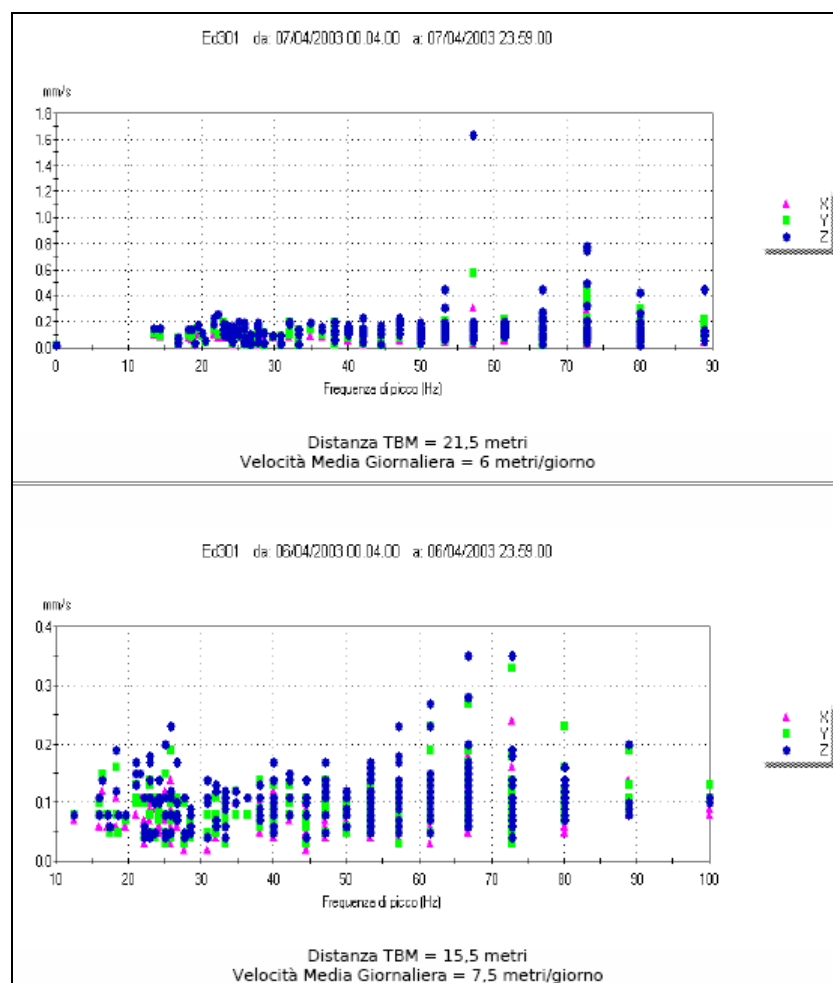 Ed301 da: 07/04/2003 00.04.00 a: 07/04/2003 23.59.00
mm/s
1.8
1.6
1.4
1.2
1.0
0.8
0.6
0.4
0.2
0.0
0 10 20 30 40 50 60 70 80 90
Frequenza di picco (Hz)
X
Y
Z
Distanza TBM = 21,5 metri
Velocità Media Giornaliera = 6 metri/giorno
Ed301 da: 06/04/2003 00.04.00 a: 06/04/2003 23.59.00
mm/s
0.4
0.3
0.2
0.1
0.0
10 20 30 40 50 60 70 80 90 100
Frequenza di picco (Hz)
X
Y
Z
Distanza TBM = 15,5 metri
Velocità Media Giornaliera = 7,5 metri/giorno